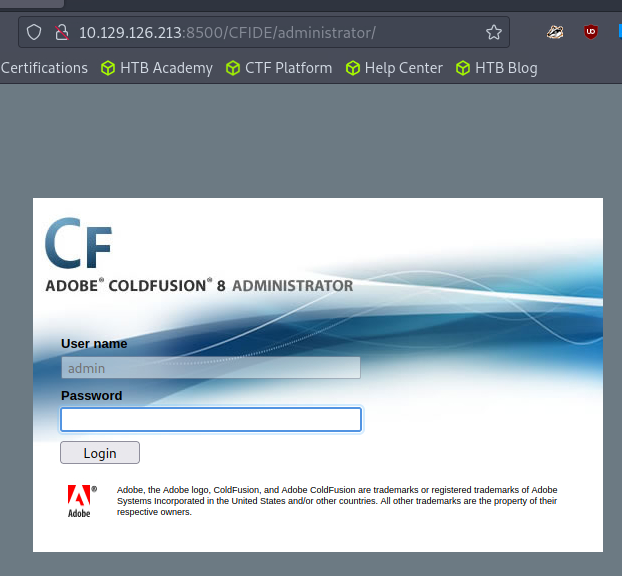 10.129.126.213:8500/CFIDE/administrator/
Certifications HTB Academy CTF Platform Help Center HTB Blog
CF
ADOBE® COLDFUSION® 8 ADMINISTRATOR
User name
admin
Password
Login
Adobe, the Adobe logo, ColdFusion, and Adobe ColdFusion are trademarks or registered trademarks of Adobe
Systems Incorporated in the United States and/or other countries. All other trademarks are the property of their
respective owners.
®
Adobe